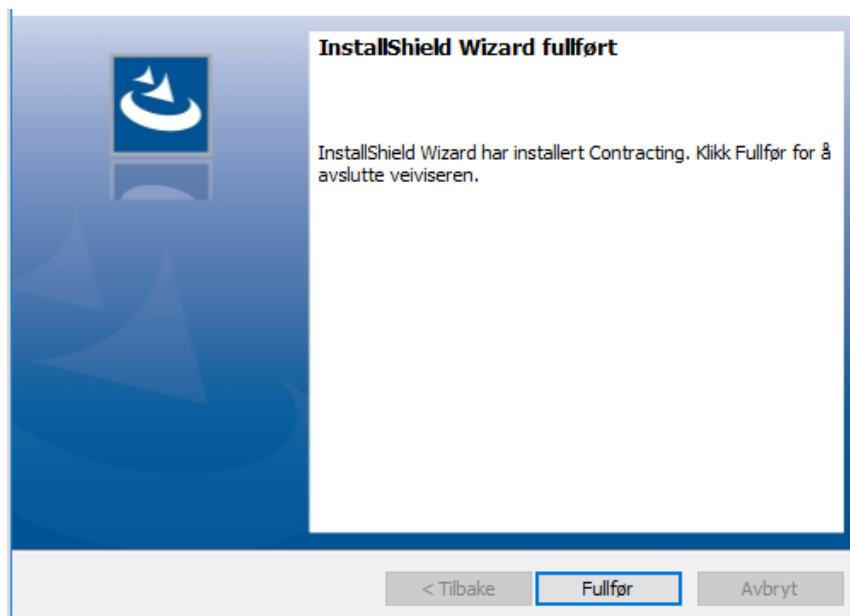 InstallShield Wizard fullført
InstallShield Wizard har installert Contracting. Klikk Fullfør for å
avslutte veiviseren.
< Tilbake
Fullfør
Avbryt